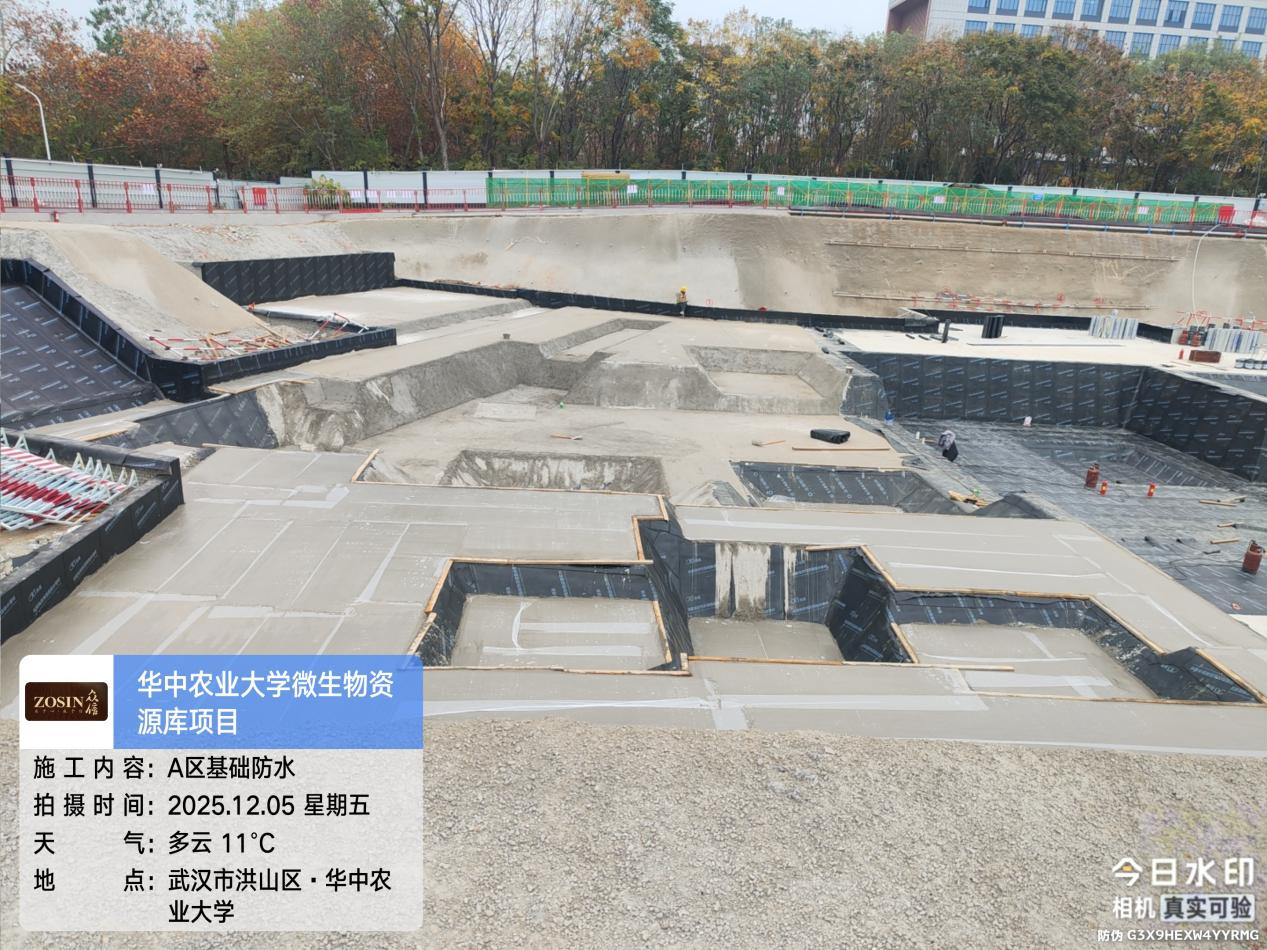 ZOSIN 众信
华中农业大学微生物资
源库项目
施工内容：A区基础防水
拍摄时间：2025.12.05 星期五
天气：多云 11°C
地点：武汉市洪山区·华中农
业大学
今日水印
相机 真实可验
防伪 G3X9HEXW4YYRMG